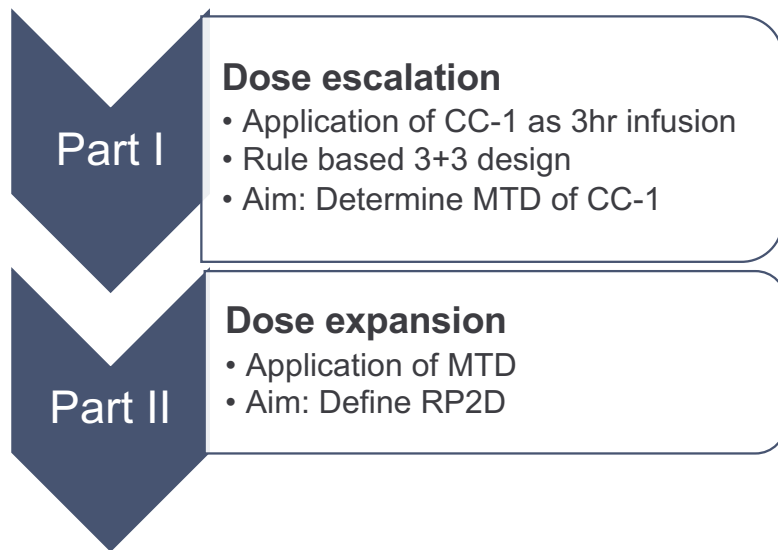 Part I
Dose escalation
• Application of CC-1 as 3hr infusion
• Rule based 3+3 design
• Aim: Determine MTD of CC-1
Part II
Dose expansion
• Application of MTD
• Aim: Define RP2D